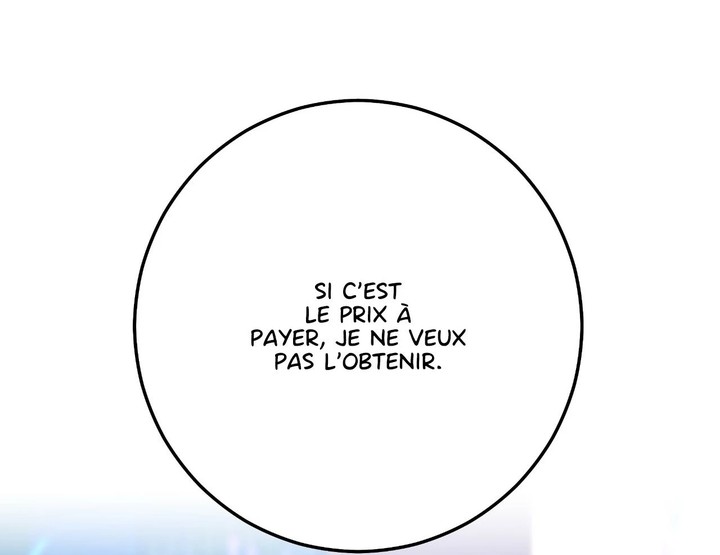 SI C'EST
LE PRIX À
PAYER, JE NE VEUX
PAS L'OBTENIR.